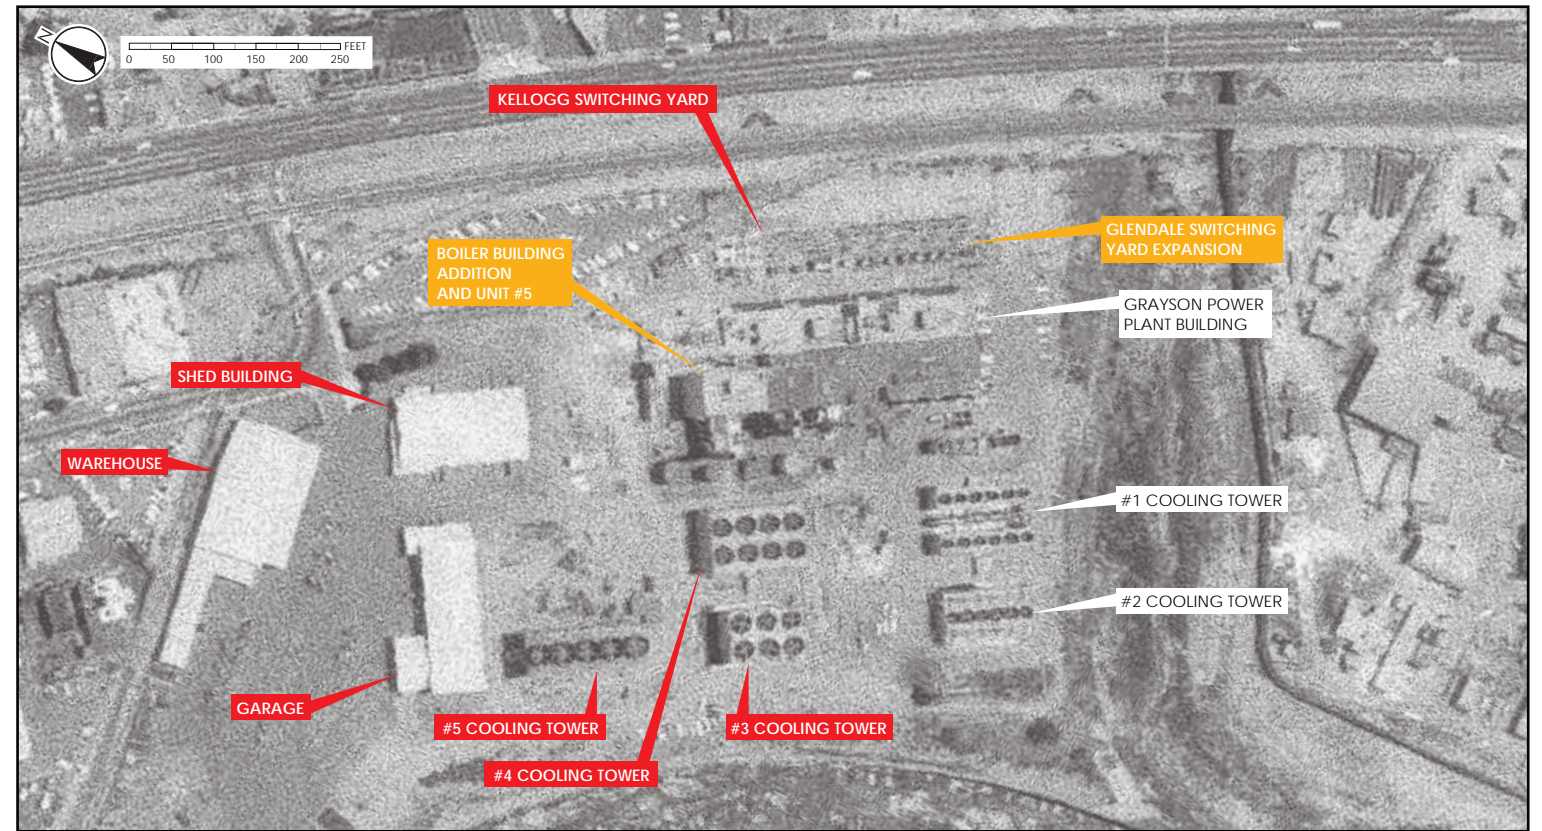 N
FEET
0 50 100 150 200 250
KELLOGG SWITCHING YARD
GLENDALE SWITCHING
YARD EXPANSION
BOILER BUILDING
ADDITION
AND UNIT #5
GRAYSON POWER
PLANT BUILDING
SHED BUILDING
WAREHOUSE
#1 COOLING TOWER
#2 COOLING TOWER
GARAGE
#5 COOLING TOWER
#3 COOLING TOWER
#4 COOLING TOWER